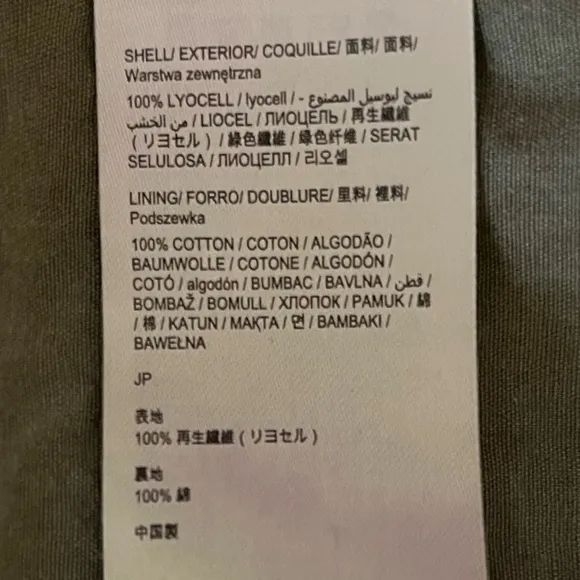 SHELL/ EXTERIOR/ COQUILLE/ 面料/ 面料/
Warstwa zewnętrzna
100% LYOCELL / lyocell / - نسيج ليوسيل المصنوع
من الخشب / LIOCEL / ЛИОЦЕЛЬ / 再生纖維
(リヨセル) / 綠色纖維 / 绿色纤维 / SERAT
SELULOSA / ЛИОЦЕЛЛ / 리오셀
LINING/ FORRO/ DOUBLURE/ 里料/ 裡料/
Podszewka
100% COTTON / COTON / ALGODÃO /
BAUMWOLLE / COTONE / ALGODÓN /
COTÓ / algodón / BUMBAC / BAVLNA / قطن /
BOMBAŽ / BOMULL / ХЛОПОК / PAMUK / 綿
/ 棉 / KATUN / МАҚТА / 면 / BAMBAKI /
BAWEŁNA
JP
表地
100% 再生纖維 (リヨセル)
裏地
100% 綿
中国製